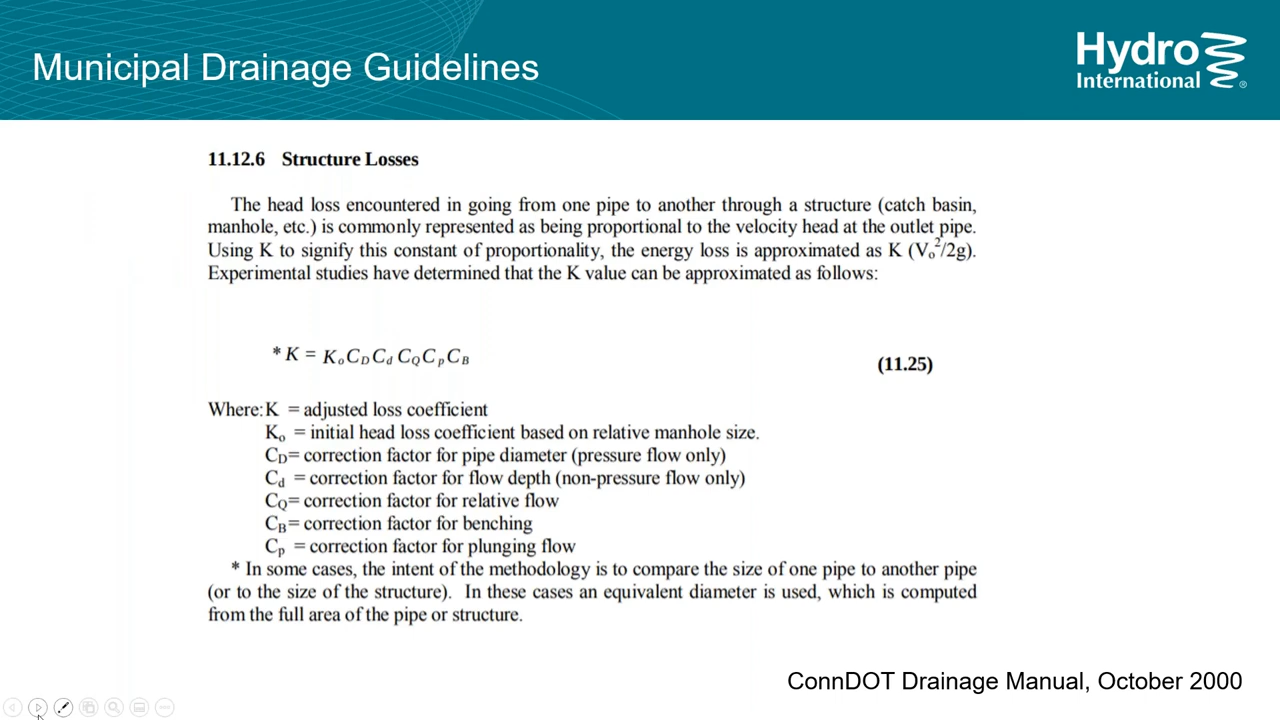 Municipal Drainage Guidelines
Hydro
International
®
11.12.6 Structure Losses
The head loss encountered in going from one pipe to another through a structure (catch basin,
manhole, etc.) is commonly represented as being proportional to the velocity head at the outlet pipe.
Using K to signify this constant of proportionality, the energy loss is approximated as K (Vₒ²/2g).
Experimental studies have determined that the K value can be approximated as follows:
* K = KₒC_DC_d C_QC_pC_B
(11.25)
Where: K = adjusted loss coefficient
Kₒ = initial head loss coefficient based on relative manhole size.
C_D= correction factor for pipe diameter (pressure flow only)
C_d = correction factor for flow depth (non-pressure flow only)
C_Q= correction factor for relative flow
C_B= correction factor for benching
C_p = correction factor for plunging flow
* In some cases, the intent of the methodology is to compare the size of one pipe to another pipe
(or to the size of the structure). In these cases an equivalent diameter is used, which is computed
from the full area of the pipe or structure.
ConnDOT Drainage Manual, October 2000